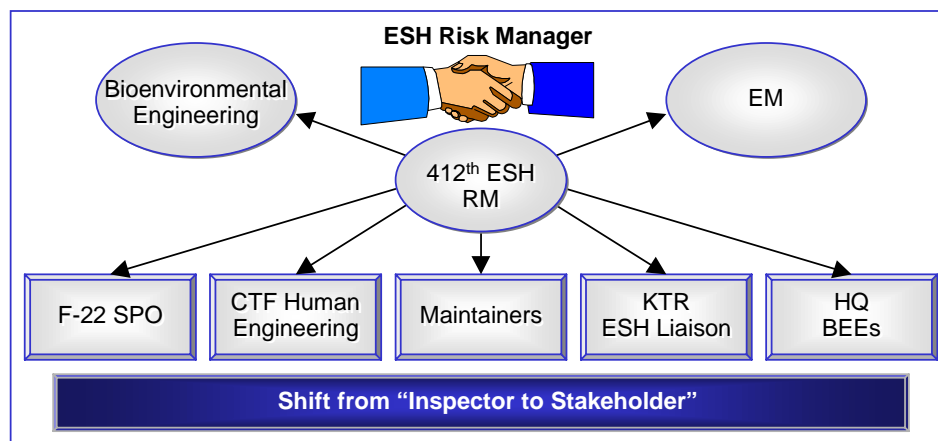 ESH Risk Manager
Bioenvironmental
Engineering
EM
412th ESH
RM
F-22 SPO
CTF Human
Engineering
Maintainers
KTR
ESH Liaison
HQ
BEEs
Shift from “Inspector to Stakeholder”